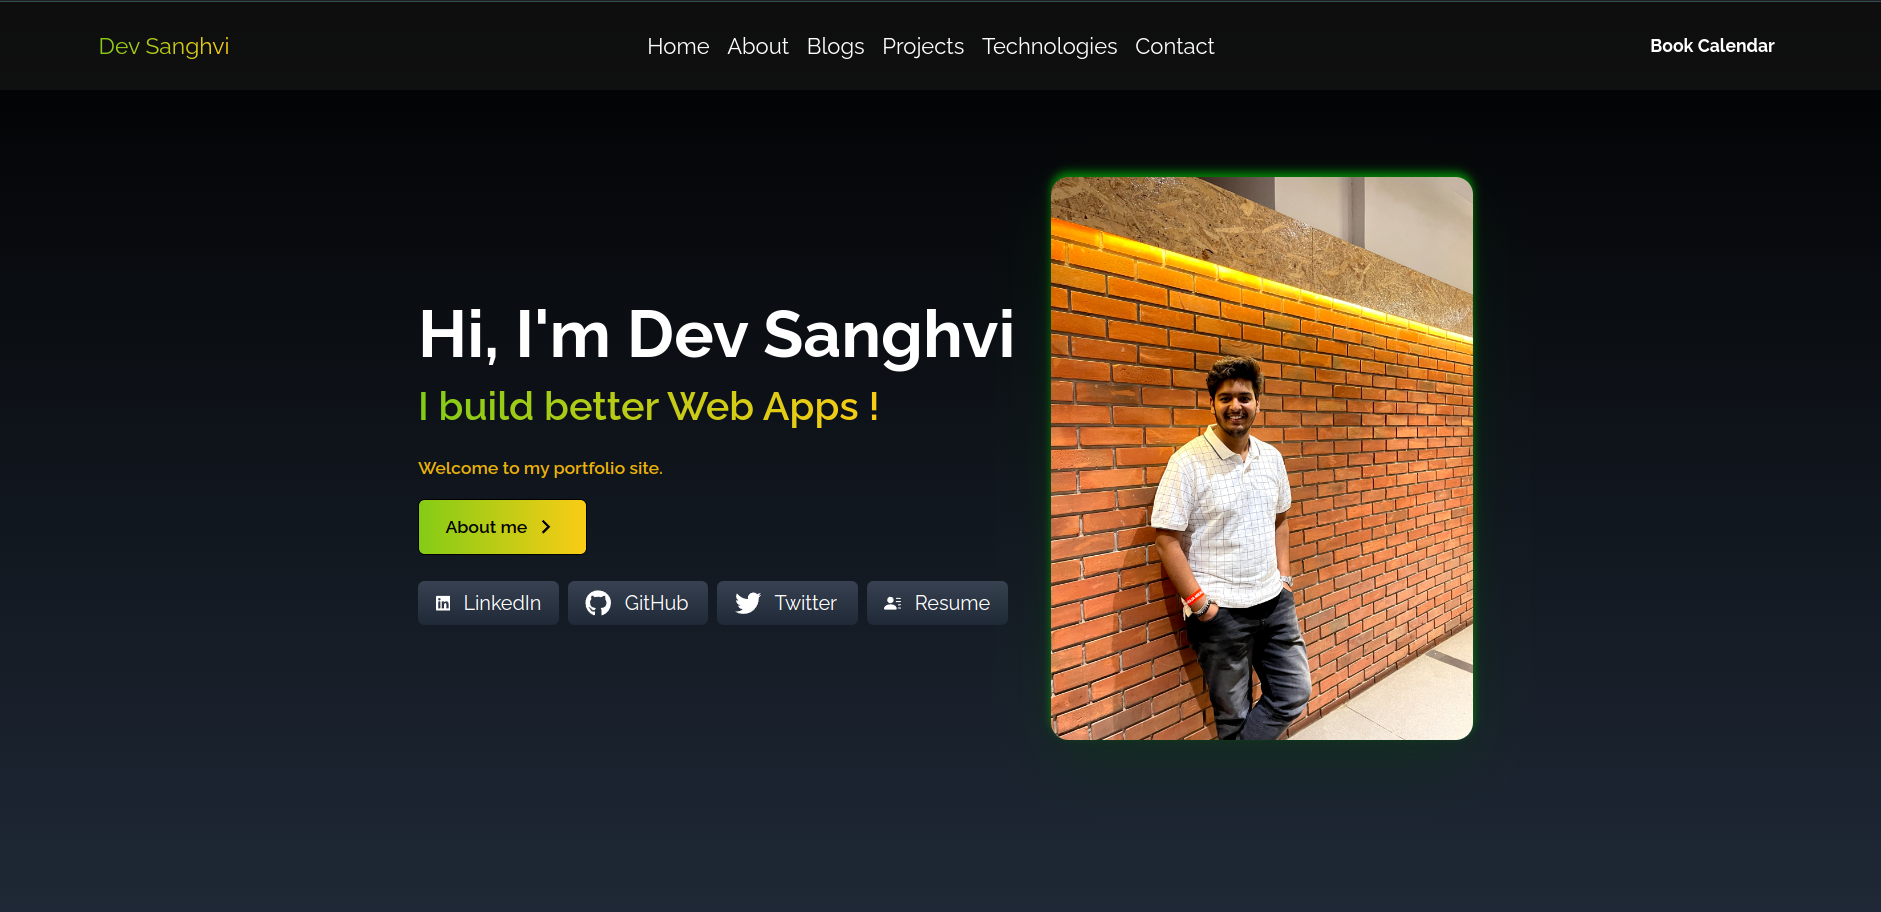 Dev Sanghvi
Home About Blogs Projects Technologies Contact
Book Calendar
Hi, I'm Dev Sanghvi
I build better Web Apps !
Welcome to my portfolio site.
About me
LinkedIn GitHub Twitter Resume